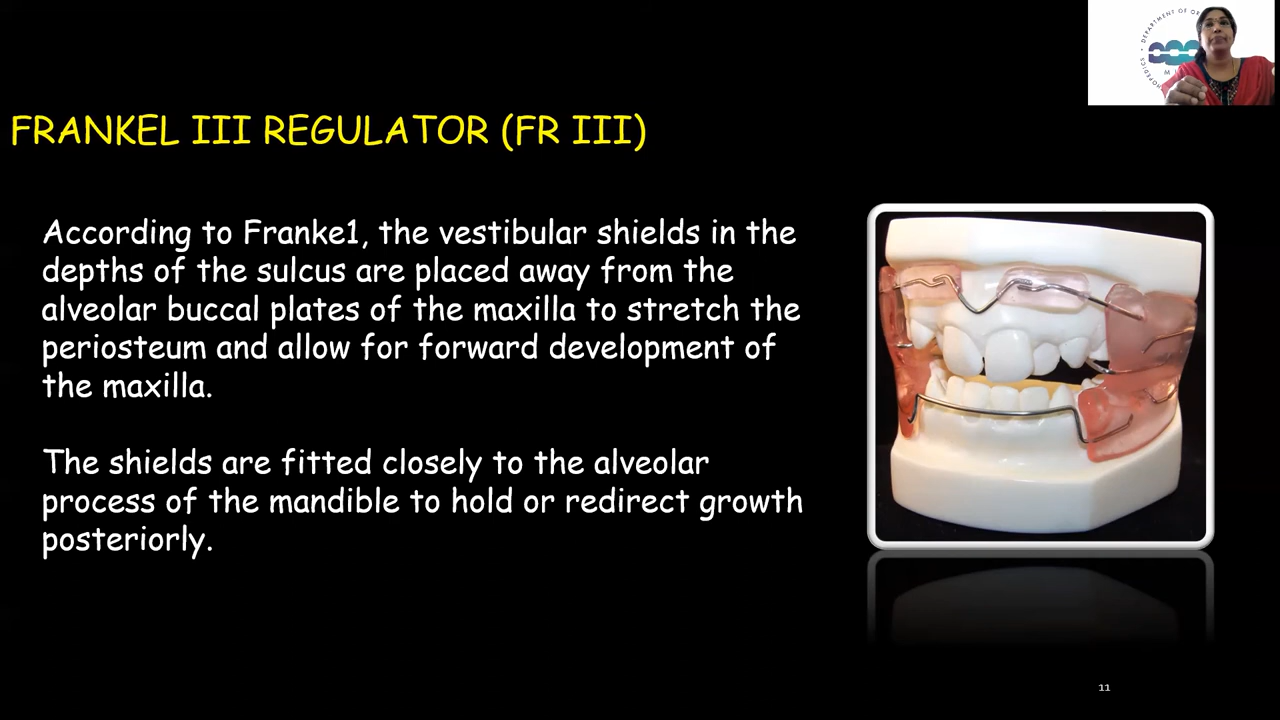 DEPARTMENT OF
FRANKEL III REGULATOR (FR III)
According to Franke1, the vestibular shields in the
depths of the sulcus are placed away from the
alveolar buccal plates of the maxilla to stretch the
periosteum and allow for forward development of
the maxilla.
The shields are fitted closely to the alveolar
process of the mandible to hold or redirect growth
posteriorly.
11